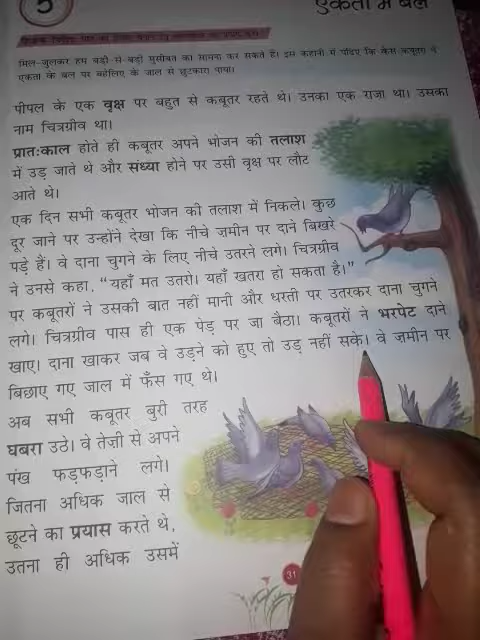 5
एकता में बल
मिल-जुलकर हम बड़ी-से-बड़ी मुसीबत का सामना कर सकते हैं। इस कहानी में पढ़िए कि कैसे कबूतरों ने
एकता के बल पर बहेलिए के जाल से छुटकारा पाया।
पीपल के एक वृक्ष पर बहुत से कबूतर रहते थे। उनका एक राजा था। उसका
नाम चित्रग्रीव था।
प्रातःकाल होते ही कबूतर अपने भोजन की तलाश
में उड़ जाते थे और संध्या होने पर उसी वृक्ष पर लौट
आते थे।
एक दिन सभी कबूतर भोजन की तलाश में निकले। कुछ
दूर जाने पर उन्होंने देखा कि नीचे ज़मीन पर दाने बिखरे
पड़े हैं। वे दाना चुगने के लिए नीचे उतरने लगे। चित्रग्रीव
ने उनसे कहा, “यहाँ मत उतरो। यहाँ खतरा हो सकता है।”
पर कबूतरों ने उसकी बात नहीं मानी और धरती पर उतरकर दाना चुगने
लगे। चित्रग्रीव पास ही एक पेड़ पर जा बैठा। कबूतरों ने भरपेट दाने
खाए। दाना खाकर जब वे उड़ने को हुए तो उड़ नहीं सके। वे ज़मीन पर
बिछाए गए जाल में फँस गए थे।
अब सभी कबूतर बुरी तरह
घबरा उठे। वे तेज़ी से अपने
पंख फड़फड़ाने लगे।
जितना अधिक जाल से
छूटने का प्रयास करते थे,
उतना ही अधिक उसमें
31